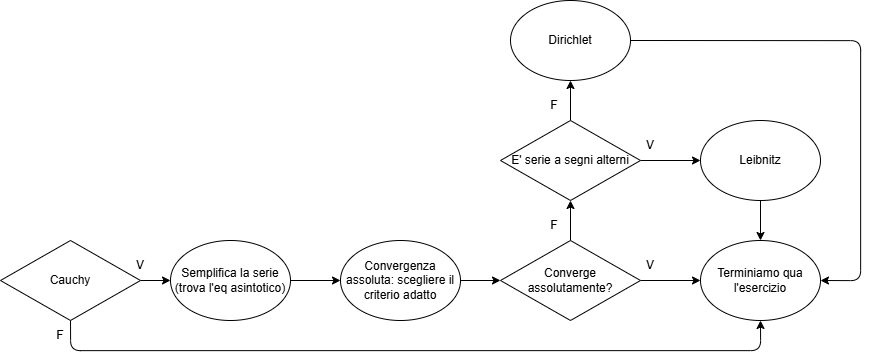 Dirichlet
F
E' serie a segni alterni
V
Leibnitz
F
Cauchy
V
Semplifica la serie
(trova l'eq asintotico)
Convergenza
assoluta: scegliere il
criterio adatto
Converge
assolutamente?
V
Terminiamo qua
l'esercizio
F